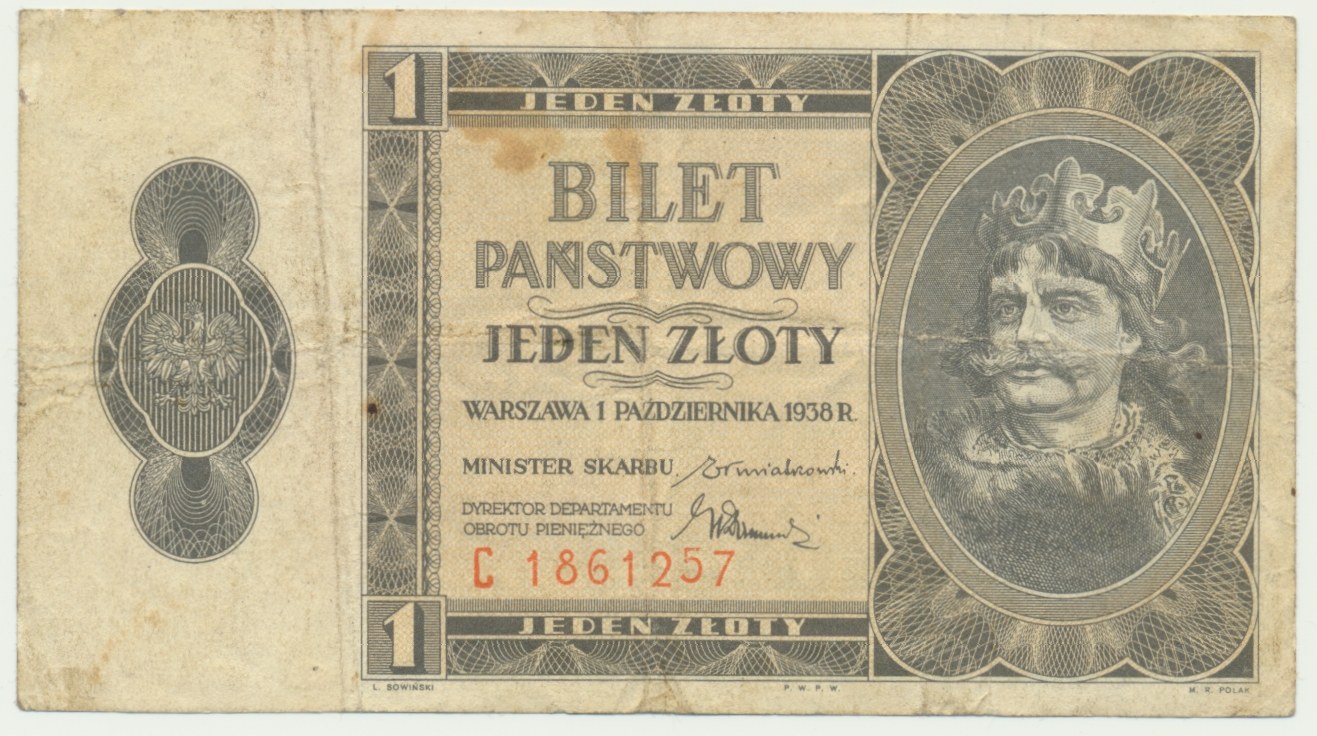 1
JEDEN ZŁOTY
BILET
PAŃSTWOWY
JEDEN ZŁOTY
WARSZAWA 1 PAŹDZIERNIKA 1938 R.
MINISTER SKARBU
DYREKTOR DEPARTAMENTU
OBROTU PIENIĘŻNEGO
C 1861257
1
JEDEN ZŁOTY
L. SOWIŃSKI
P. W. P. W.
M. R. POLAK